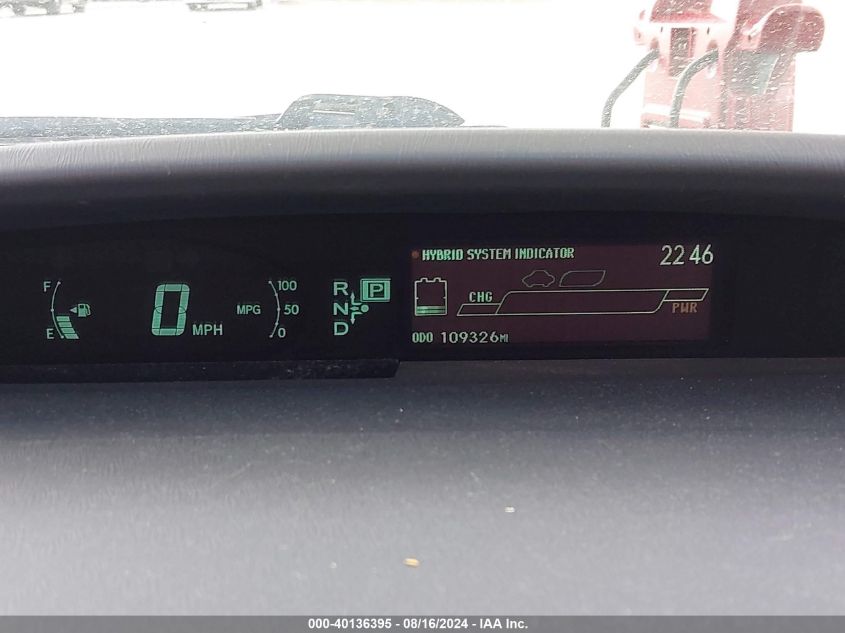 HYBRID SYSTEM INDICATOR 22 46
F
E
0 MPH
MPG
100
50
0
R
N
D
P
CHG
PWR
ODO 109326MI
000-40136395 - 08/16/2024 - IAA Inc.